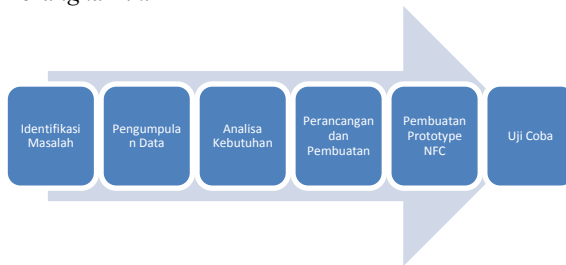 Identifikasi
Masalah
Pengumpula
n Data
Analisa
Kebutuhan
Perancangan
dan
Pembuatan
Pembuatan
Prototype
NFC
Uji Coba